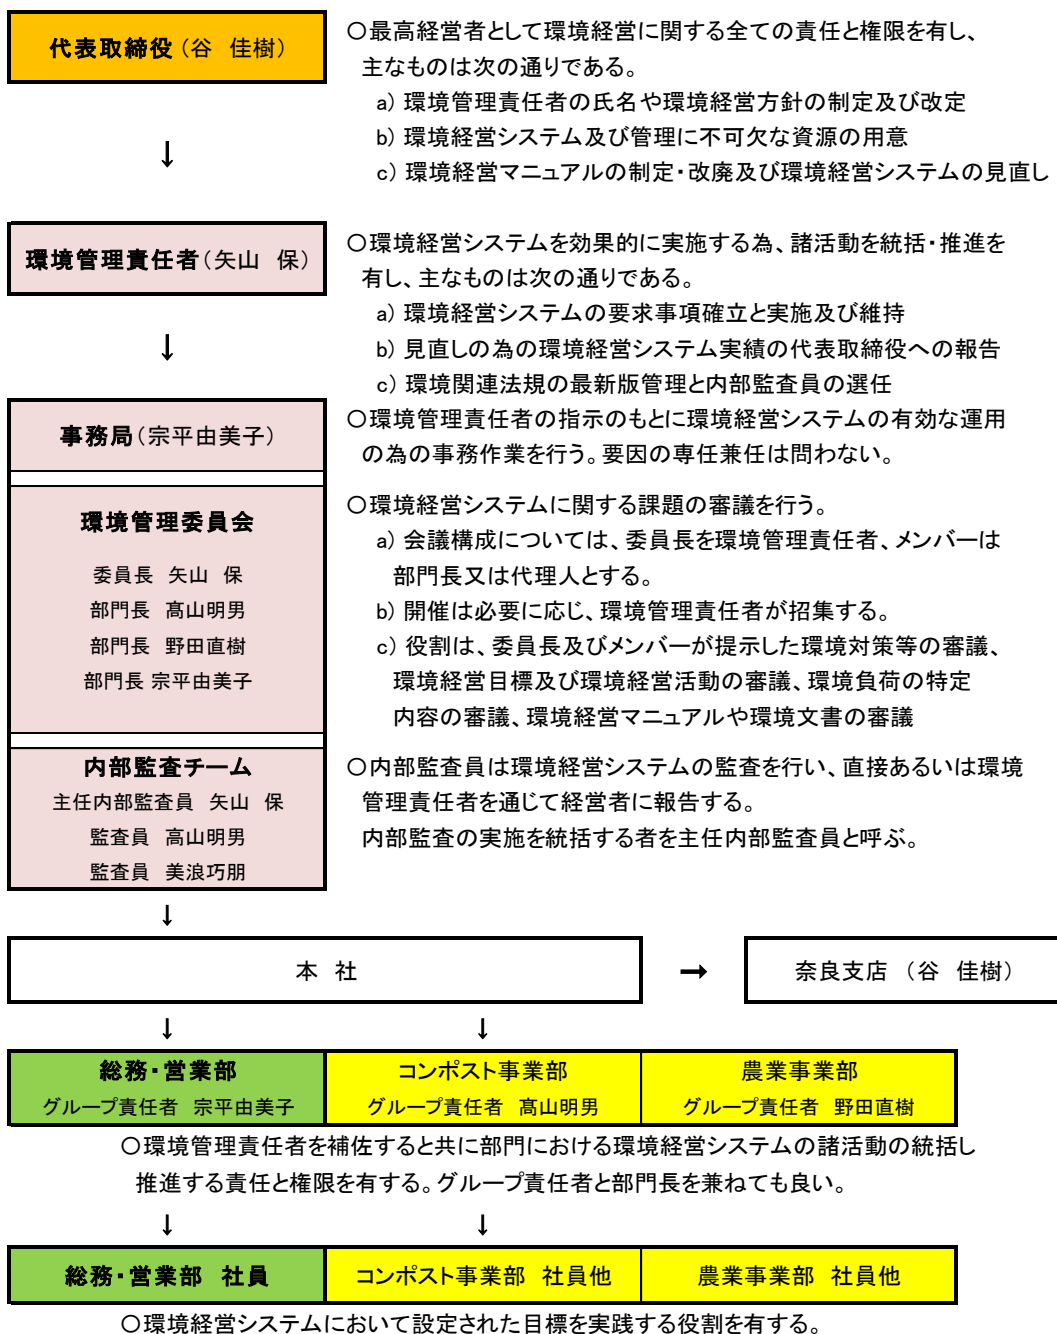 代表取締役（谷　佳樹）
〇最高経営者として環境経営に関する全ての責任と権限を有し、
主なものは次の通りである。
a）環境管理責任者の氏名や環境経営方針の制定及び改定
b）環境経営システム及び管理に不可欠な資源の用意
c）環境経営マニュアルの制定・改廃及び環境経営システムの見直し
↓
環境管理責任者（矢山　保）
〇環境経営システムを効果的に実施する為、諸活動を統括・推進を
有し、主なものは次の通りである。
a）環境経営システムの要求事項確立と実施及び維持
b）見直しの為の環境経営システム実績の代表取締役への報告
c）環境関連法規の最新版管理と内部監査員の選任
↓
事務局（宗平由美子）
〇環境管理責任者の指示のもとに環境経営システムの有効な運用
の為の事務作業を行う。要因の専任兼任は問わない。
環境管理委員会
委員長　矢山　保
部門長　髙山明男
部門長　野田直樹
部門長 宗平由美子
〇環境経営システムに関する課題の審議を行う。
a）会議構成については、委員長を環境管理責任者、メンバーは
部門長又は代理人とする。
b）開催は必要に応じ、環境管理責任者が招集する。
c）役割は、委員長及びメンバーが提示した環境対策等の審議、
環境経営目標及び環境経営活動の審議、環境負荷の特定
内容の審議、環境経営マニュアルや環境文書の審議
内部監査チーム
主任内部監査員　矢山　保
監査員　高山明男
監査員　美浪巧朋
〇内部監査員は環境経営システムの監査を行い、直接あるいは環境
管理責任者を通じて経営者に報告する。
内部監査の実施を統括する者を主任内部監査員と呼ぶ。
↓
本　社　→　奈良支店　（谷　佳樹）
↓　↓
総務・営業部　コンポスト事業部　農業事業部
グループ責任者　宗平由美子　グループ責任者　髙山明男　グループ責任者　野田直樹
〇環境管理責任者を補佐すると共に部門における環境経営システムの諸活動の統括し
推進する責任と権限を有する。グループ責任者と部門長を兼ねても良い。
↓　↓
総務・営業部　社員　コンポスト事業部　社員他　農業事業部　社員他
〇環境経営システムにおいて設定された目標を実践する役割を有する。